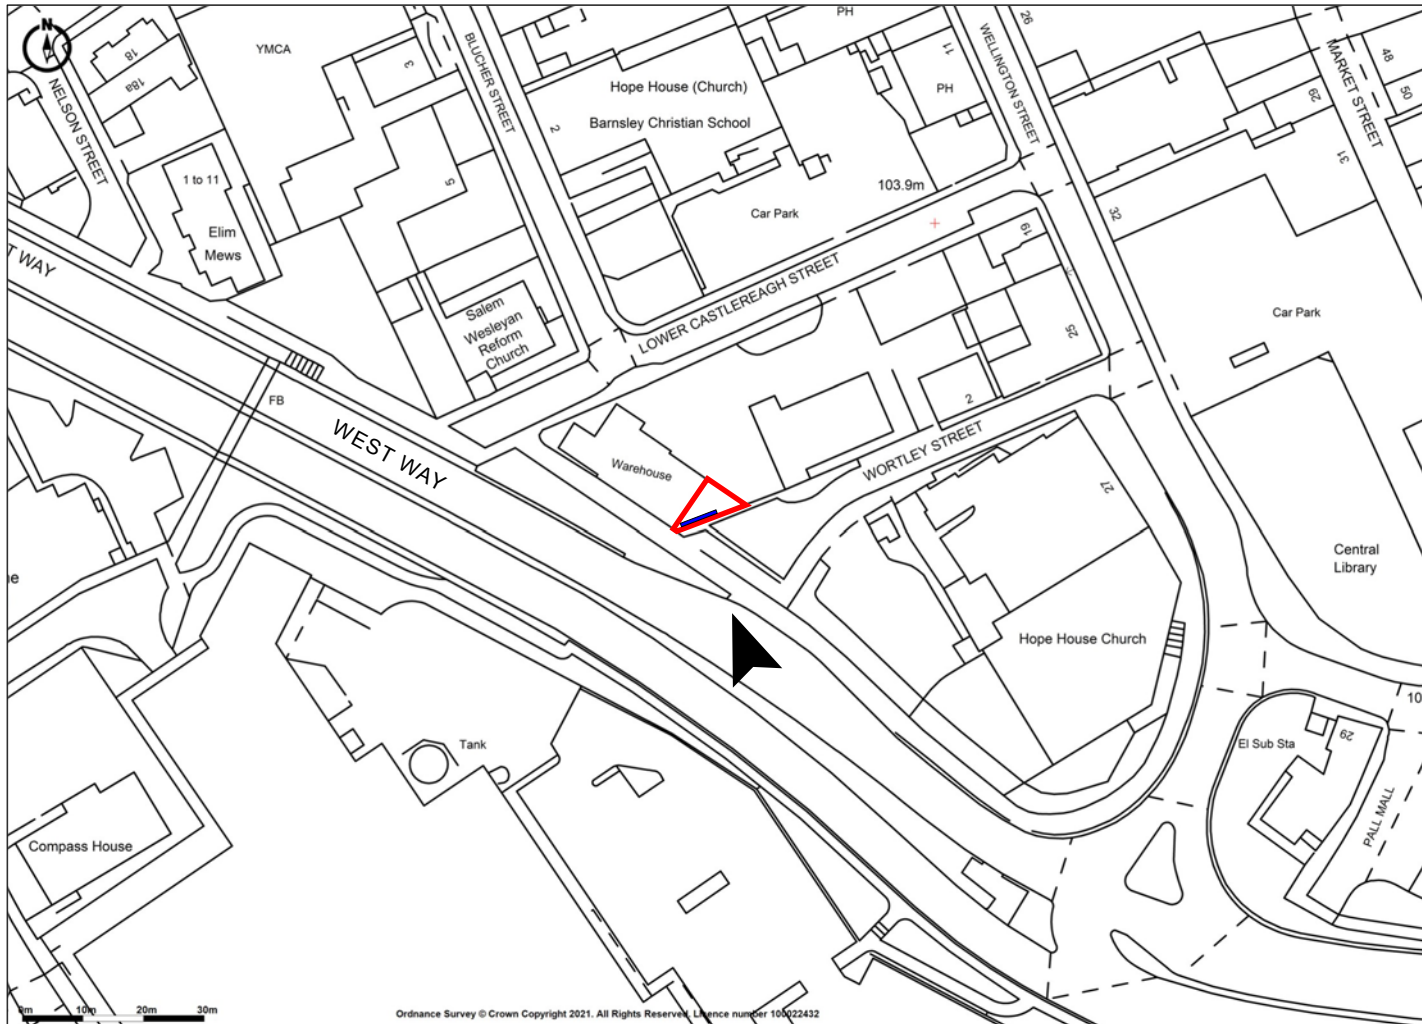 N
PH
26
YMCA
18
18a
3
BLUCHER STREET
WELLINGTON STREET
11
MARKET STREET
48
50
29
31
NELSON STREET
Hope House (Church)
PH
2
Barnsley Christian School
1 to 11
5
103.9m
Car Park
32
19
Elim
Mews
T WAY
LOWER CASTLEREAGH STREET
Salem
Wesleyan
Reform
Church
25
Car Park
FB
2
WEST WAY
WORTLEY STREET
Warehouse
27
Central
Library
ne
Hope House Church
10
Tank
El Sub Sta
29
PALL MALL
Compass House
0m 10m 20m 30m
Ordnance Survey © Crown Copyright 2021. All Rights Reserved. Licence number 100022432